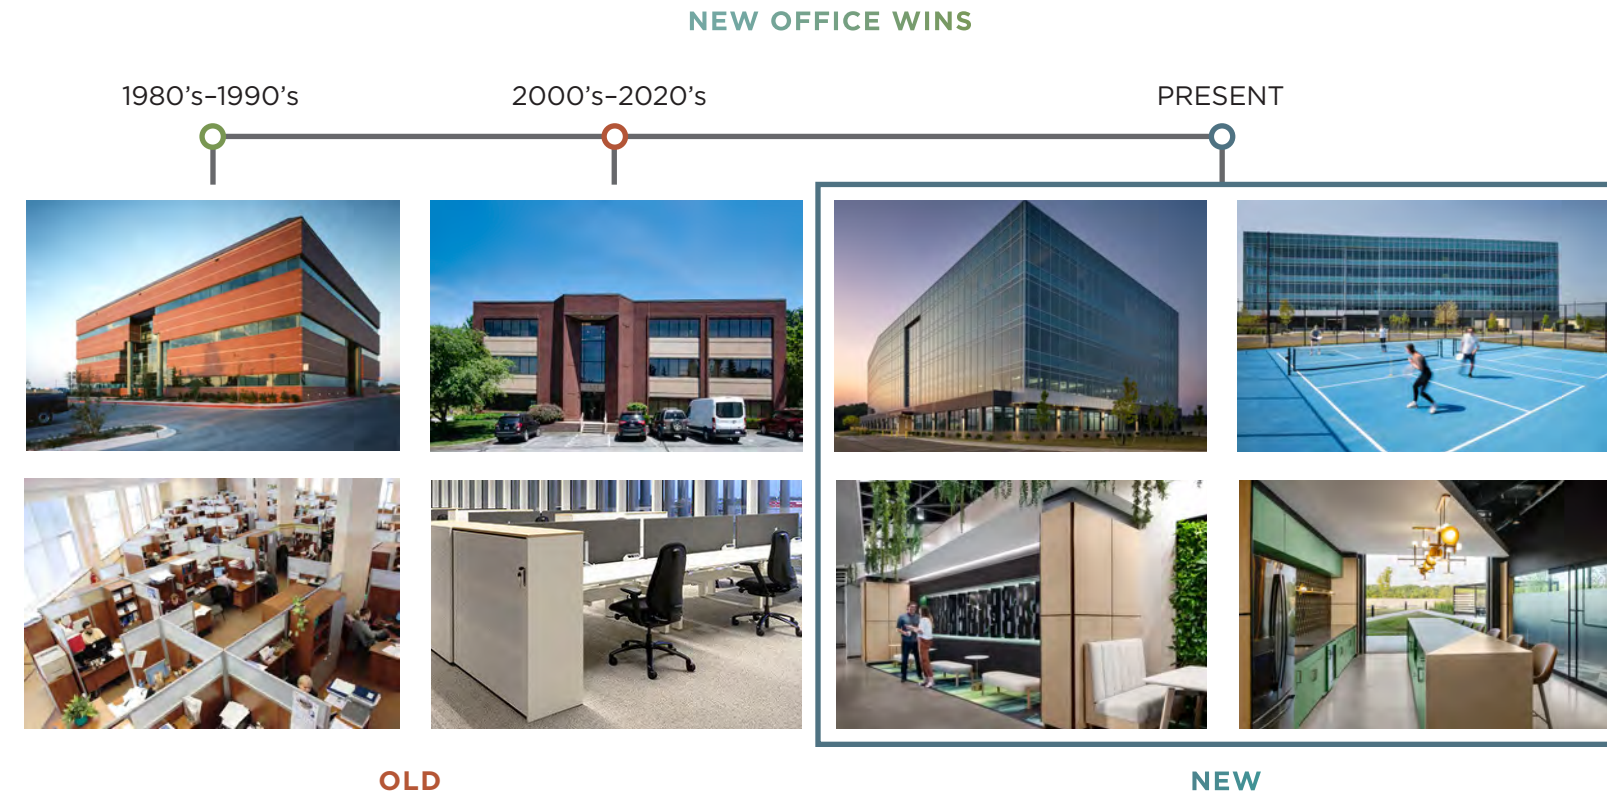 NEW OFFICE WINS
1980’s–1990’s
2000’s–2020’s
PRESENT
OLD
NEW